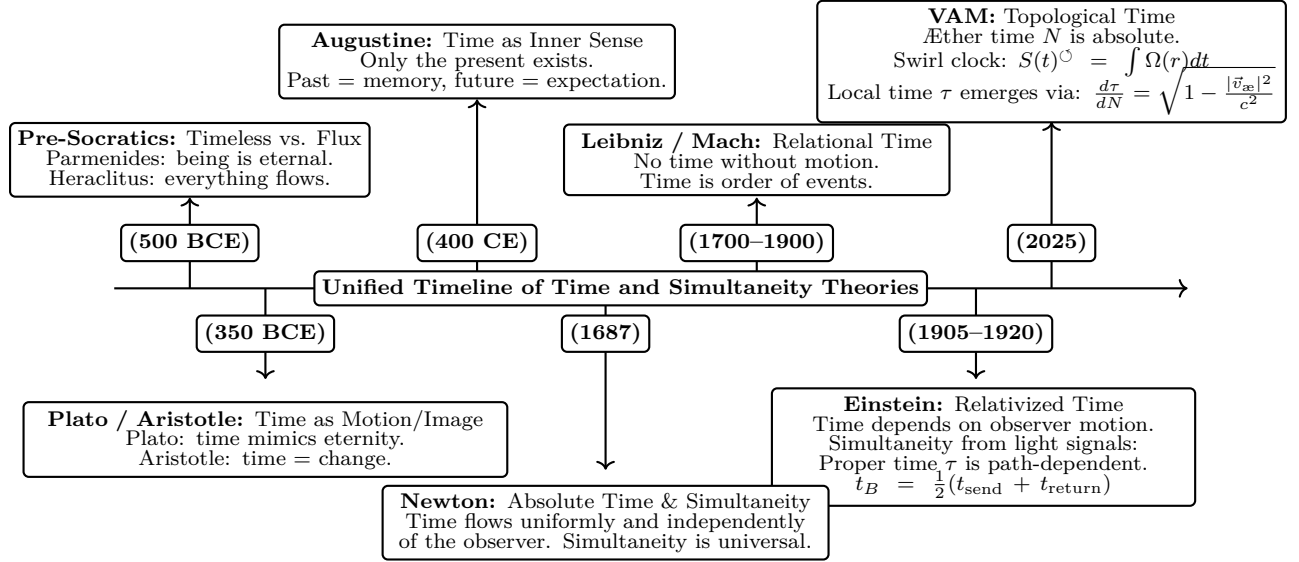 VAM: Topological Time
Æther time N is absolute.
Swirl clock: S(t)^↺ = ∫ Ω(r)dt
Local time τ emerges via: dτ/dN = √(1 − |v⃗_æ|²/c²)
Augustine: Time as Inner Sense
Only the present exists.
Past = memory, future = expectation.
Pre-Socratics: Timeless vs. Flux
Parmenides: being is eternal.
Heraclitus: everything flows.
Leibniz / Mach: Relational Time
No time without motion.
Time is order of events.
(500 BCE)
(400 CE)
(1700–1900)
(2025)
Unified Timeline of Time and Simultaneity Theories
(350 BCE)
(1687)
(1905–1920)
Plato / Aristotle: Time as Motion/Image
Plato: time mimics eternity.
Aristotle: time = change.
Einstein: Relativized Time
Time depends on observer motion.
Simultaneity from light signals:
Proper time τ is path-dependent.
t_B = ½(t_send + t_return)
Newton: Absolute Time & Simultaneity
Time flows uniformly and independently
of the observer. Simultaneity is universal.